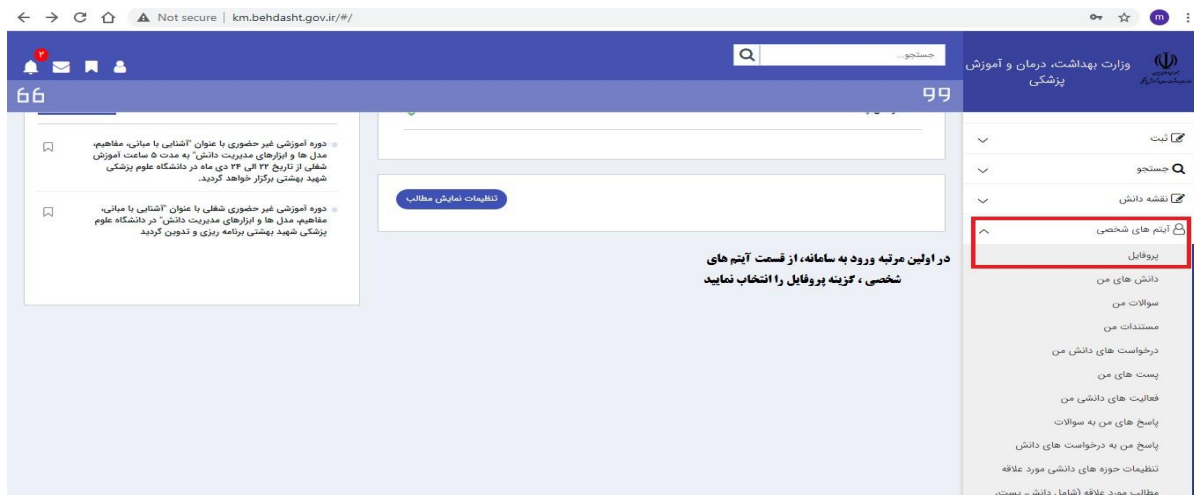 Not secure | km.behdasht.gov.ir/#/
m
وزارت بهداشت، درمان و آموزش
پزشکی
جستجو...
۲
ثبت
جستجو
نقشه دانش
آیتم های شخصی
پروفایل
دانش های من
سوالات من
مستندات من
درخواست های دانش من
پست های من
فعالیت های دانشی من
پاسخ های من به سوالات
پاسخ من به درخواست های دانش
تنظیمات حوزه های دانشی مورد علاقه
مطالب مورد علاقه (شامل دانش، پست،
تنظیمات نمایش مطالب
در اولین مرتبه ورود به سامانه، از قسمت آیتم های
شخصی ، گزینه پروفایل را انتخاب نمایید
دوره آموزشی غیر حضوری با عنوان "آشنایی با مبانی، مفاهیم،
مدل ها و ابزارهای مدیریت دانش" به مدت ۵ ساعت آموزش
شغلی از تاریخ ۲۲ الی ۲۴ دی ماه در دانشگاه علوم پزشکی
شهید بهشتی برگزار خواهد گردید.
دوره آموزشی غیر حضوری شغلی با عنوان "آشنایی با مبانی،
مفاهیم، مدل ها و ابزارهای مدیریت دانش" در دانشگاه علوم
پزشکی شهید بهشتی برنامه ریزی و تدوین گردید